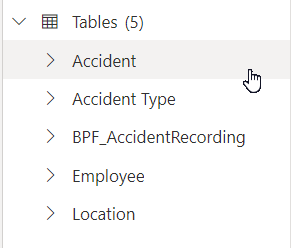 Tables (5)
Accident
Accident Type
BPF_AccidentRecording
Employee
Location